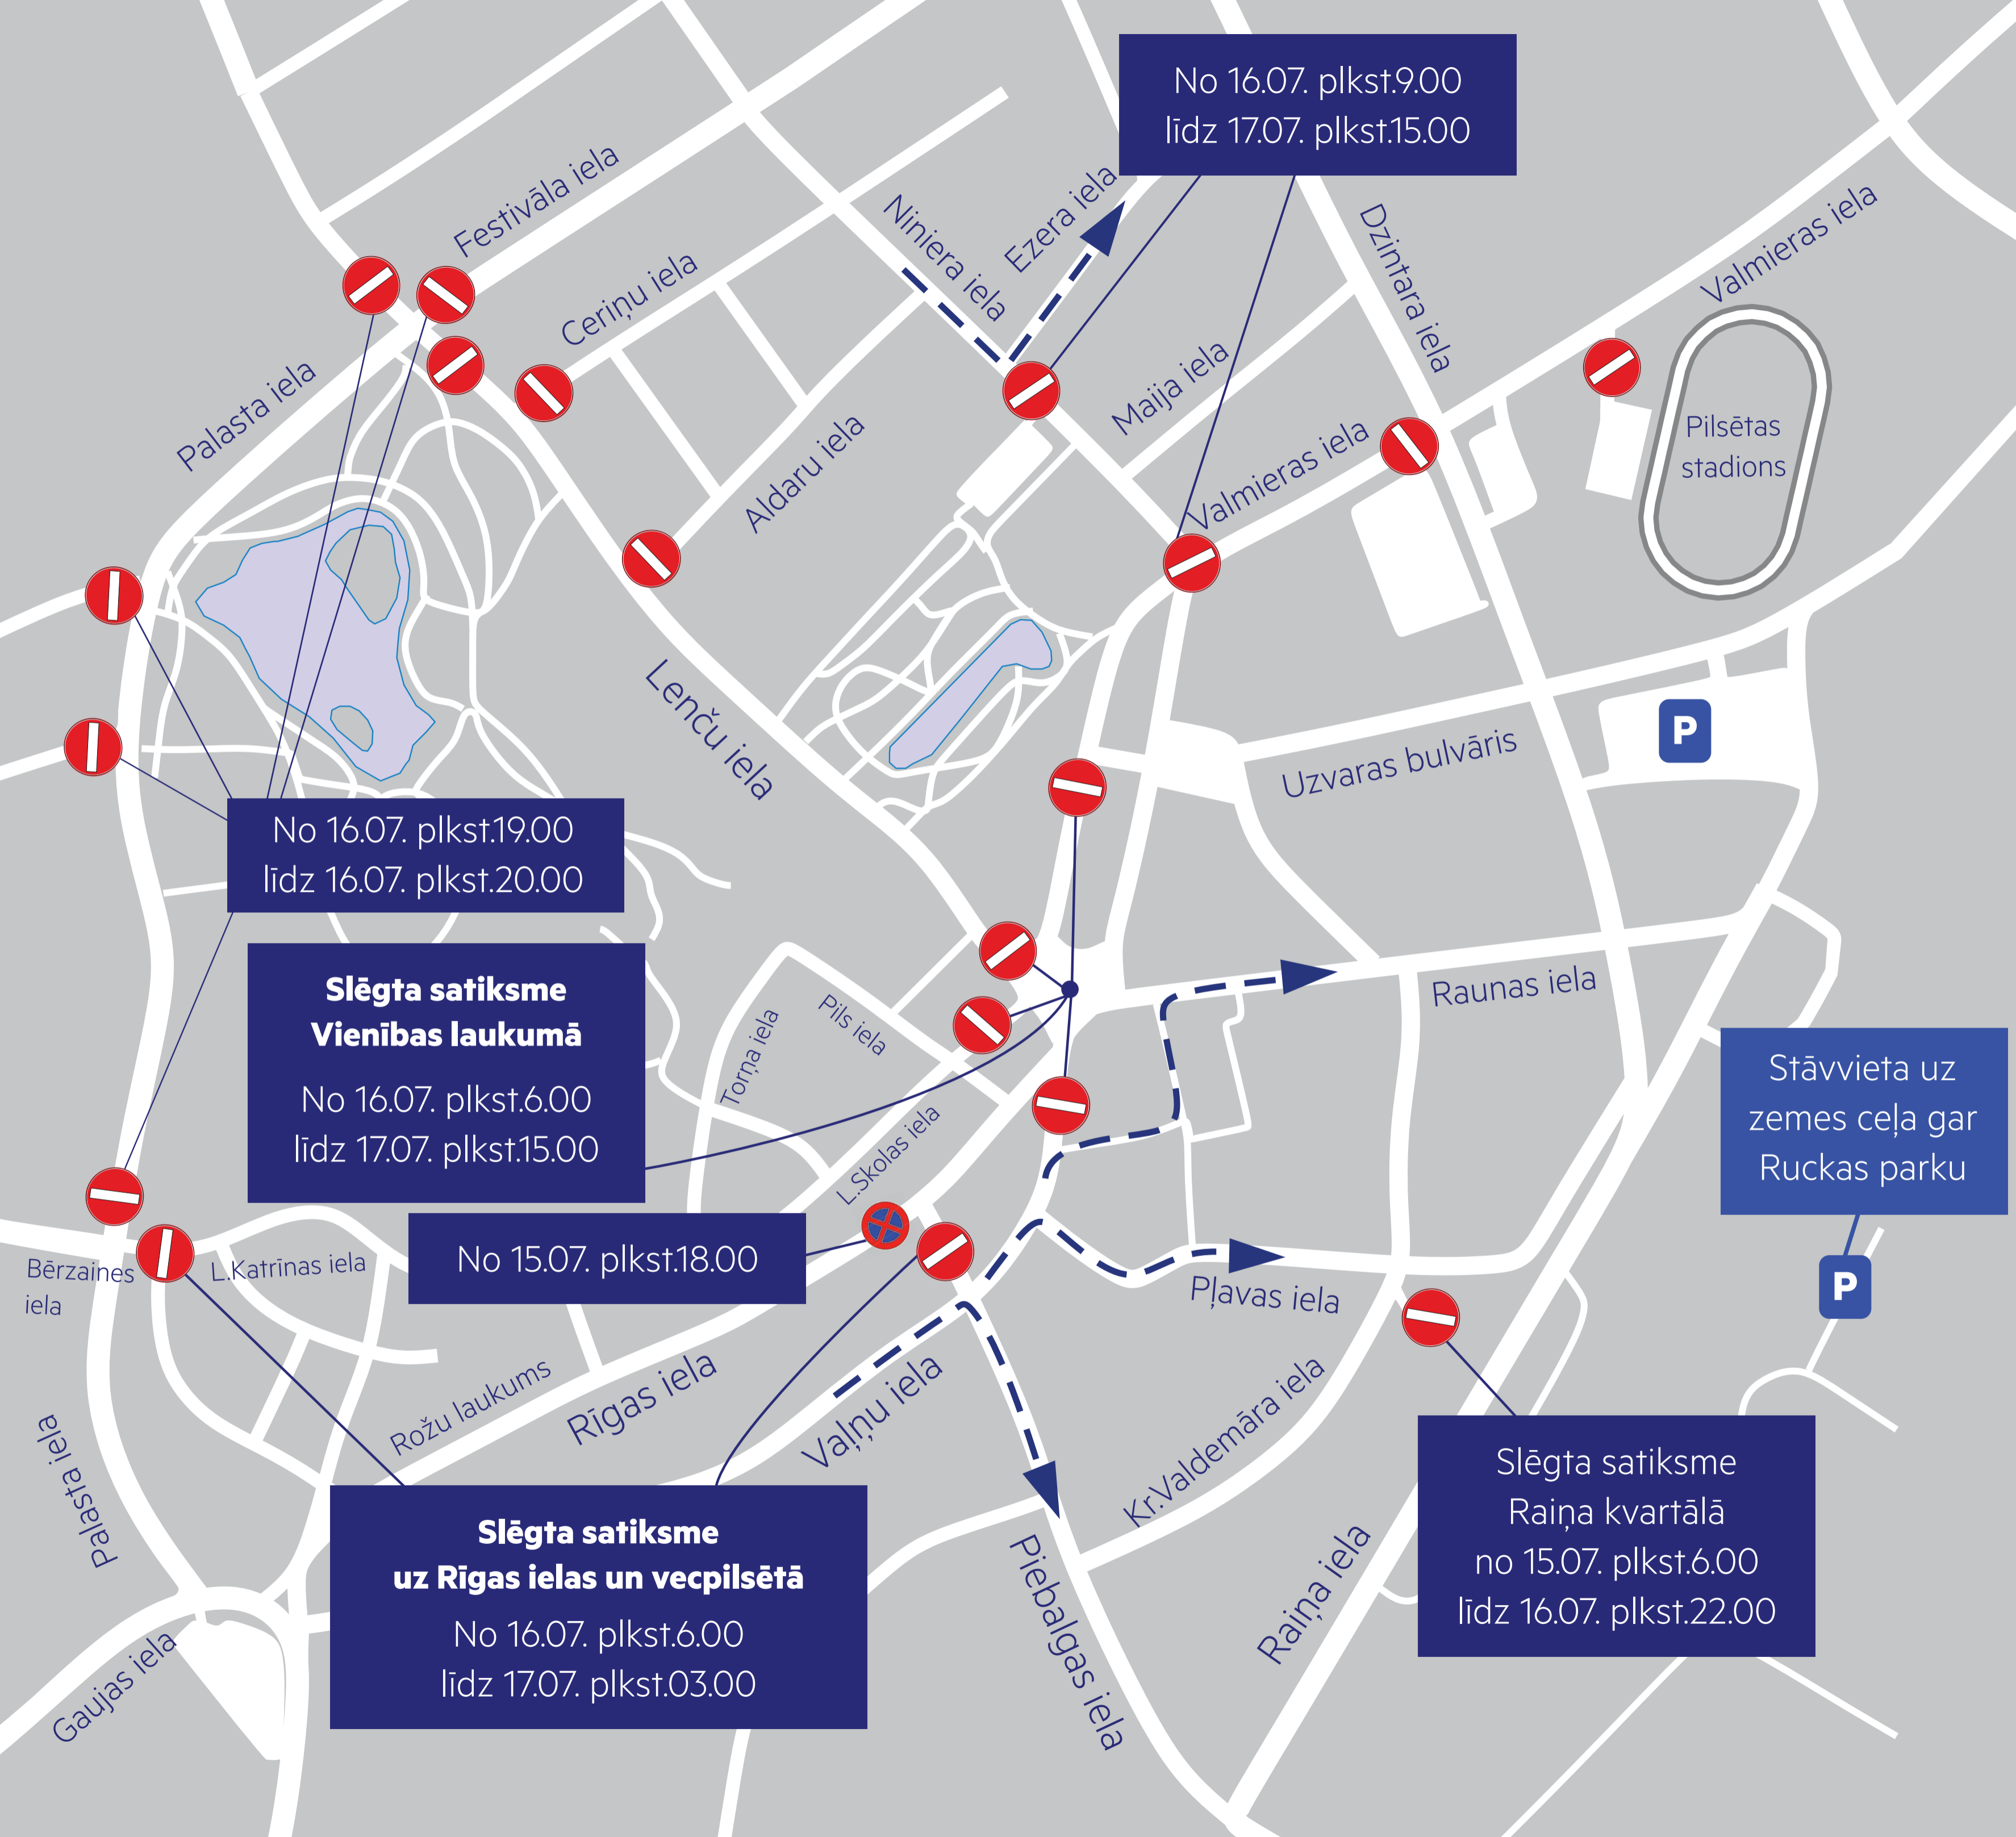 No 16.07. plkst.9.00
līdz 17.07. plkst.15.00
Festivāla iela
Ceriņu iela
Niniera iela
Ezera iela
Dzintara iela
Valmieras iela
Palasta iela
Aldaru iela
Maija iela
Valmieras iela
Pilsētas
stadions
Lenču iela
Uzvaras bulvāris
P
No 16.07. plkst.19.00
līdz 16.07. plkst.20.00
Slēgta satiksme
Vienības laukumā
No 16.07. plkst.6.00
līdz 17.07. plkst.15.00
Torņa iela
Pils iela
Raunas iela
L.Skolas iela
Stāvvieta uz
zemes ceļa gar
Ruckas parku
P
No 15.07. plkst.18.00
Bērzaines
iela
L.Katrīnas iela
Pļavas iela
Rožu laukums
Rīgas iela
Vaļņu iela
Kr.Valdemāra iela
Palasta iela
Slēgta satiksme
uz Rīgas ielas un vecpilsētā
No 16.07. plkst.6.00
līdz 17.07. plkst.03.00
Slēgta satiksme
Raiņa kvartālā
no 15.07. plkst.6.00
līdz 16.07. plkst.22.00
Gaujas iela
Piebalgas iela
Raiņa iela